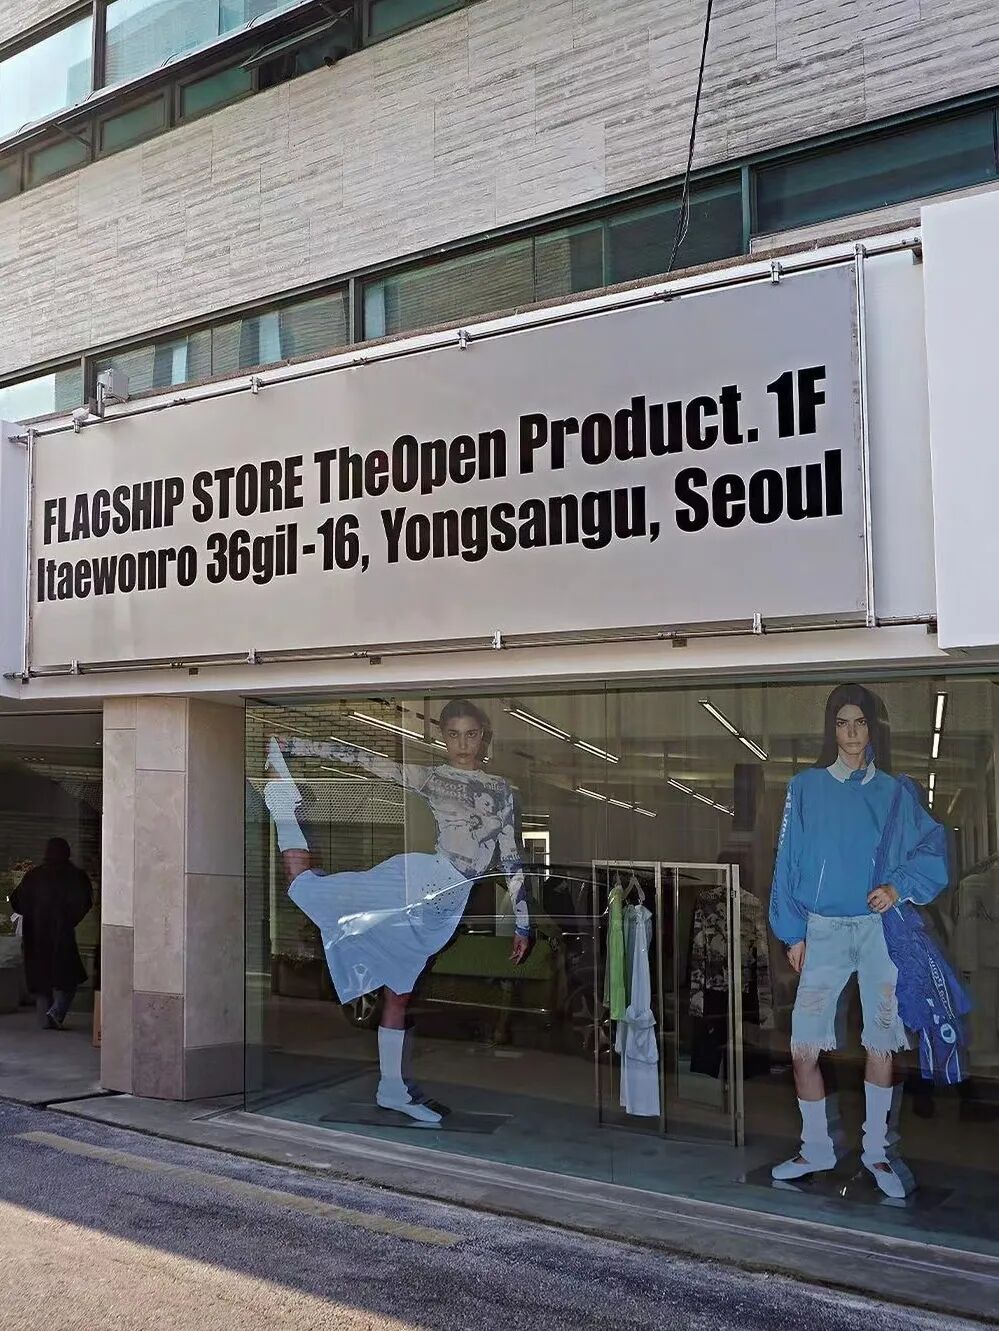 FLAGSHIP STORE TheOpen Product. 1F
Itaewonro 36gil-16, Yongsangu, Seoul